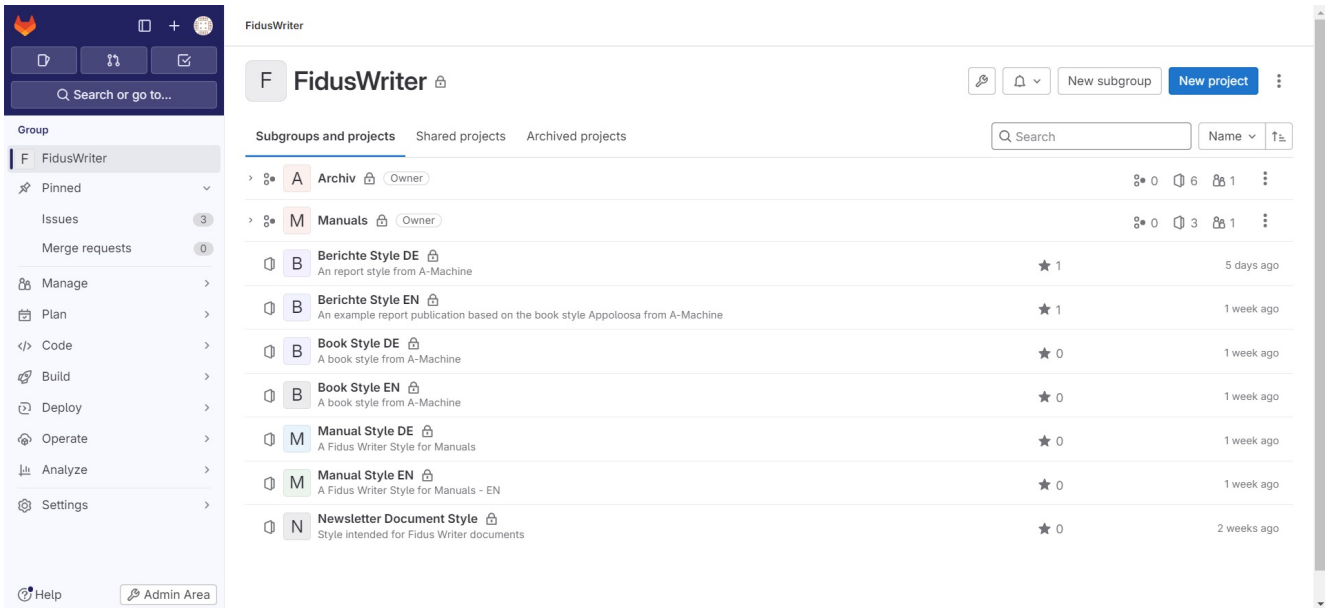 FidusWriter
F FidusWriter
New subgroup
New project
Search or go to...
Group
F FidusWriter
Pinned
Issues 3
Merge requests 0
Manage
Plan
Code
Build
Deploy
Operate
Analyze
Settings
Help
Admin Area
Subgroups and projects Shared projects Archived projects
Search
Name
A Archiv Owner 0 6 1
M Manuals Owner 0 3 1
B Berichte Style DE 1 5 days ago
An report style from A-Machine
B Berichte Style EN 1 1 week ago
An example report publication based on the book style Appoloosa from A-Machine
B Book Style DE 0 1 week ago
A book style from A-Machine
B Book Style EN 0 1 week ago
A book style from A-Machine
M Manual Style DE 0 1 week ago
A Fidus Writer Style for Manuals
M Manual Style EN 0 1 week ago
A Fidus Writer Style for Manuals - EN
N Newsletter Document Style 0 2 weeks ago
Style intended for Fidus Writer documents